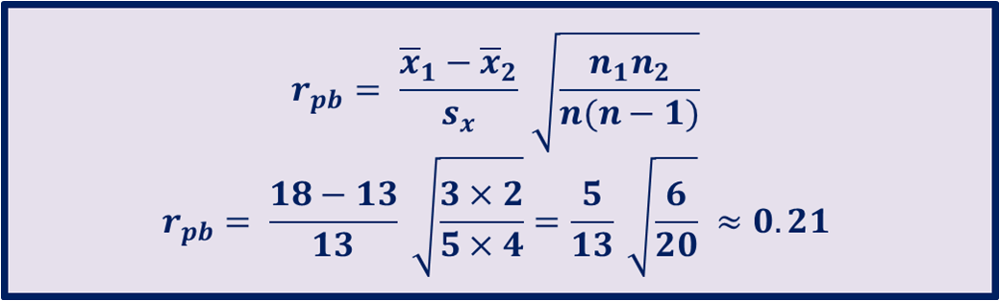 r_pb = (x̄₁ − x̄₂)/s_x √(n₁n₂/n(n − 1))
r_pb = (18 − 13)/13 √(3 × 2/5 × 4) = 5/13 √(6/20) ≈ 0.21